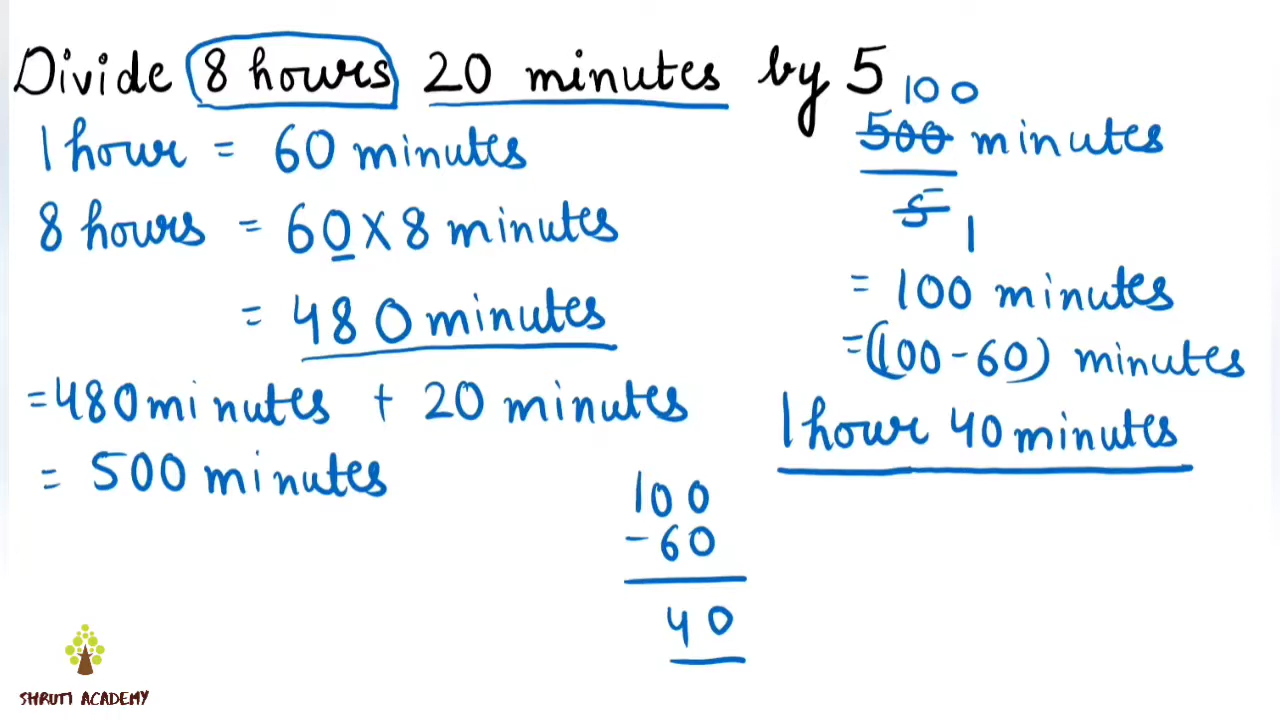 Divide 8 hours 20 minutes by 5
1 hour = 60 minutes
8 hours = 60 x 8 minutes
= 480 minutes
= 480 minutes + 20 minutes
= 500 minutes
100
500 minutes
5
1
= 100 minutes
= (100 - 60) minutes
1 hour 40 minutes
100
- 60
40
SHRUTI ACADEMY